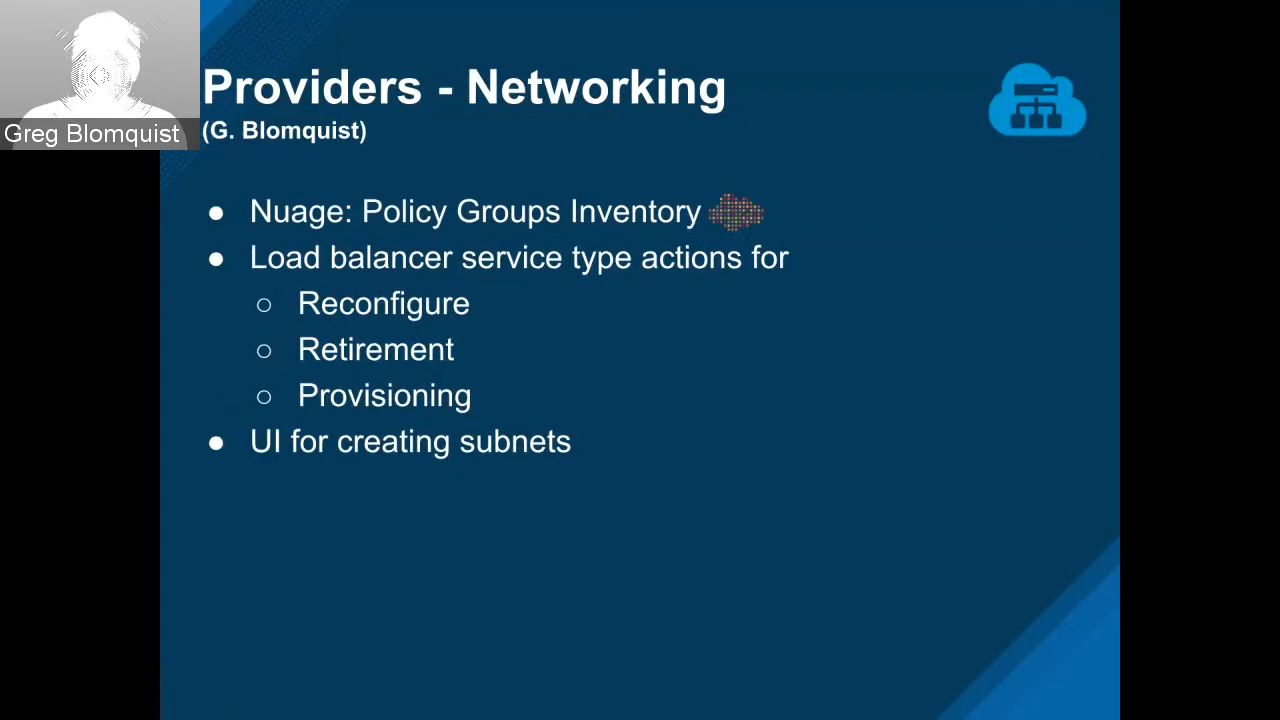 Providers - Networking
Greg Blomquist
(G. Blomquist)
● Nuage: Policy Groups Inventory
● Load balancer service type actions for
○ Reconfigure
○ Retirement
○ Provisioning
● UI for creating subnets